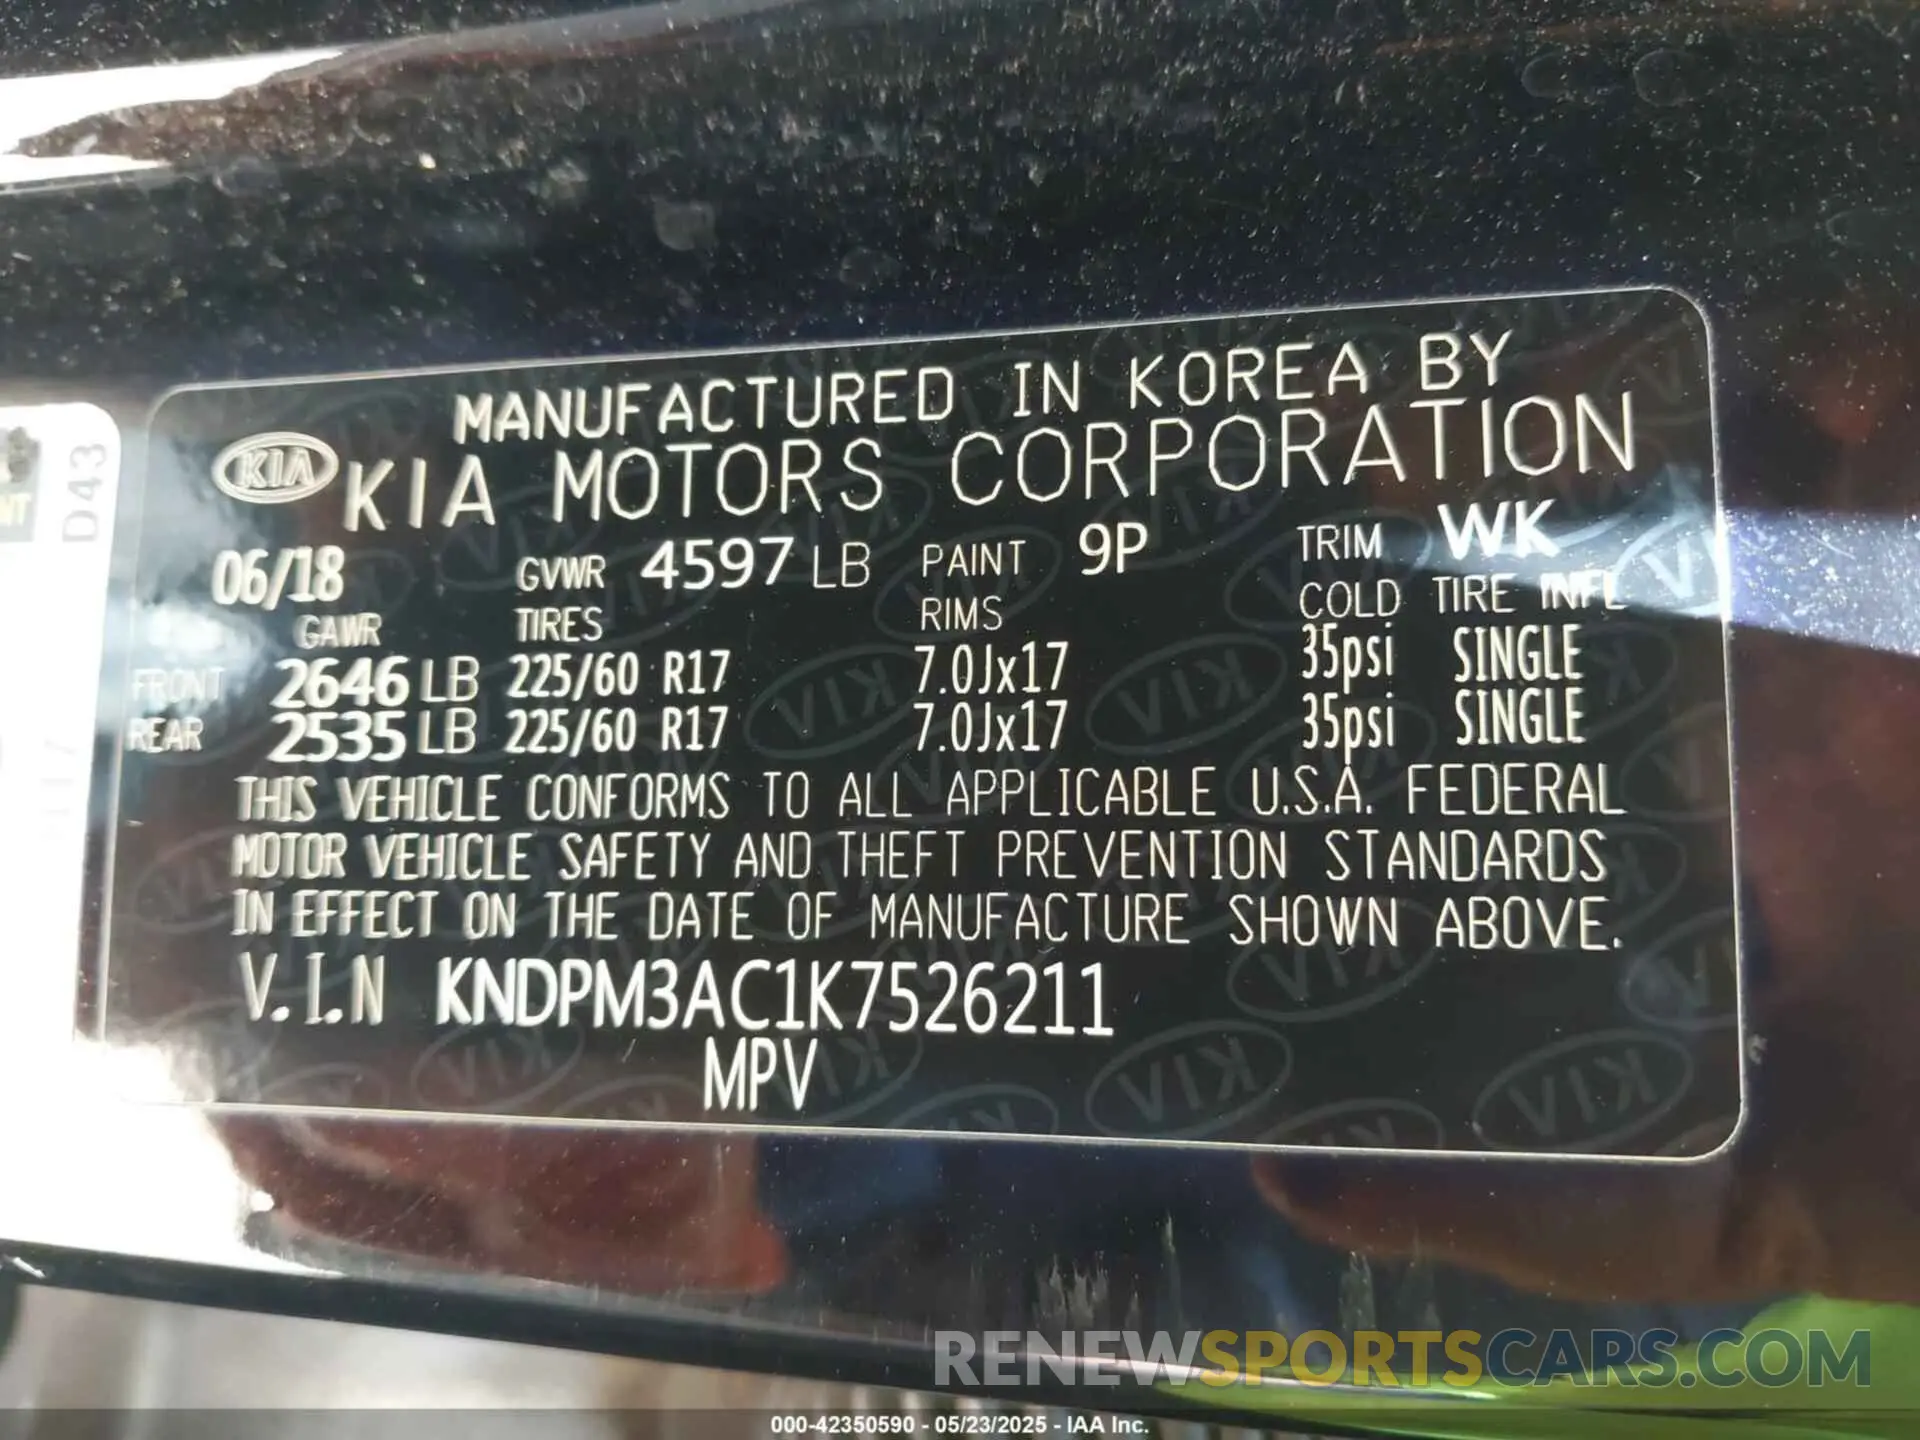 MANUFACTURED IN KOREA BY
KIA KIA MOTORS CORPORATION
06/18 GVWR 4597 LB PAINT 9P TRIM WK
GAWR TIRES RIMS COLD TIRE INFL
FRONT 2646 LB 225/60 R17 7.0Jx17 35psi SINGLE
REAR 2535 LB 225/60 R17 7.0Jx17 35psi SINGLE
THIS VEHICLE CONFORMS TO ALL APPLICABLE U.S.A. FEDERAL
MOTOR VEHICLE SAFETY AND THEFT PREVENTION STANDARDS
IN EFFECT ON THE DATE OF MANUFACTURE SHOWN ABOVE.
V.I.N KNDPM3AC1K7526211
MPV
D43
RENEWSPORTSCARS.COM
000-42350590 - 05/23/2025 - IAA Inc.